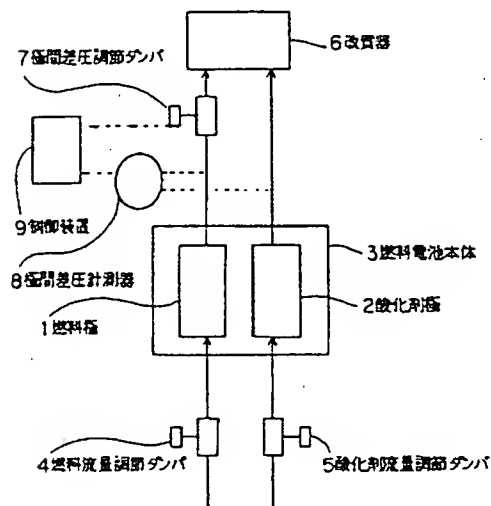 6改質器
7極間差圧調節ダンパ
9制御装置
8極間差圧計測器
3燃料電池本体
1燃料極
2酸化剤極
4燃料流量調節ダンパ
5酸化剤流量調節ダンパ